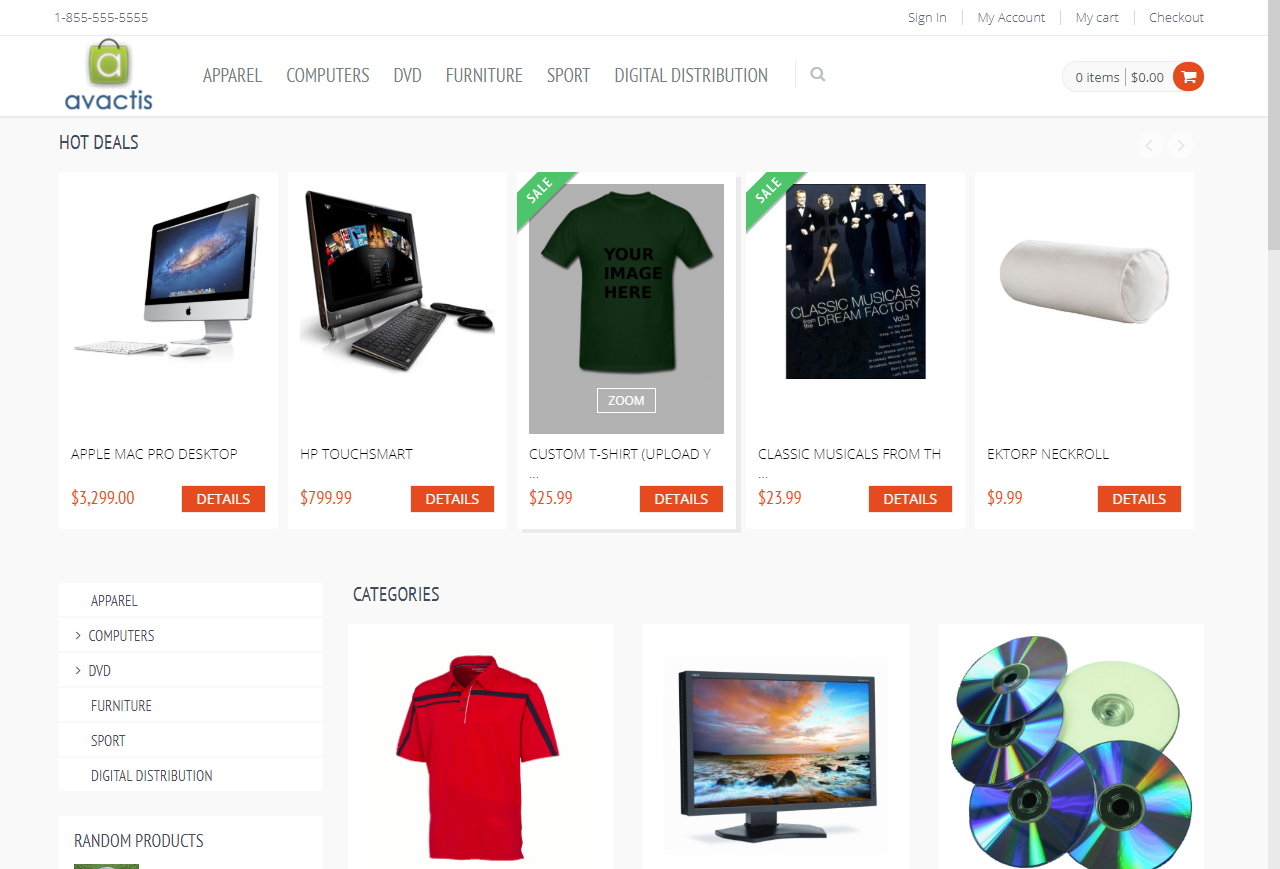 1-855-555-5555
Sign In
My Account
My cart
Checkout
a
avactis
APPAREL
COMPUTERS
DVD
FURNITURE
SPORT
DIGITAL DISTRIBUTION
0 items
$0.00
HOT DEALS
SALE
YOUR
IMAGE
HERE
ZOOM
SALE
CLASSIC MUSICALS
from the DREAM FACTORY
Vol.3
APPLE MAC PRO DESKTOP
HP TOUCHSMART
CUSTOM T-SHIRT (UPLOAD Y
...
CLASSIC MUSICALS FROM TH
...
EKTORP NECKROLL
$3,299.00
DETAILS
$799.99
DETAILS
$25.99
DETAILS
$23.99
DETAILS
$9.99
DETAILS
APPAREL
COMPUTERS
DVD
FURNITURE
SPORT
DIGITAL DISTRIBUTION
CATEGORIES
RANDOM PRODUCTS